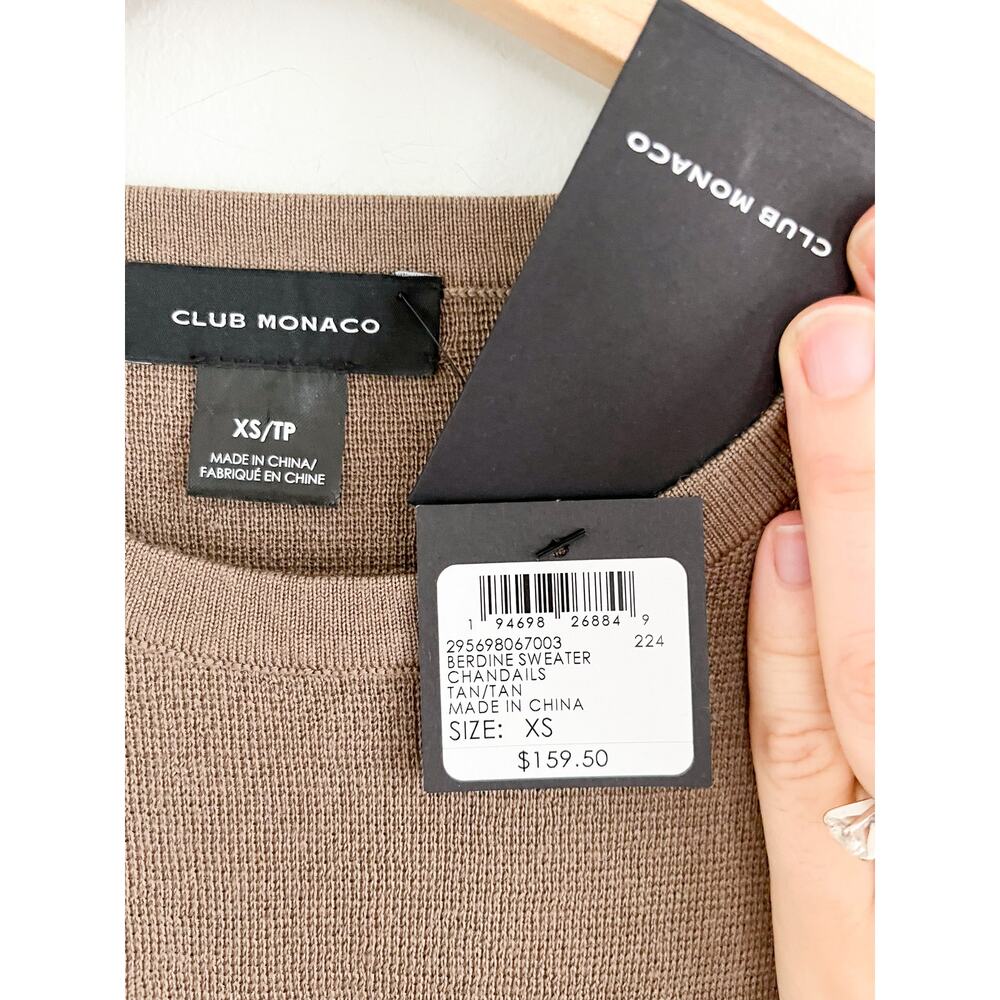 CLUB MONACO
CLUB MONACO
XS/TP
MADE IN CHINA/
FABRIQUÉ EN CHINE
1 94698 26884 9
295698067003 224
BERDINE SWEATER
CHANDAILS
TAN/TAN
MADE IN CHINA
SIZE: XS
$159.50